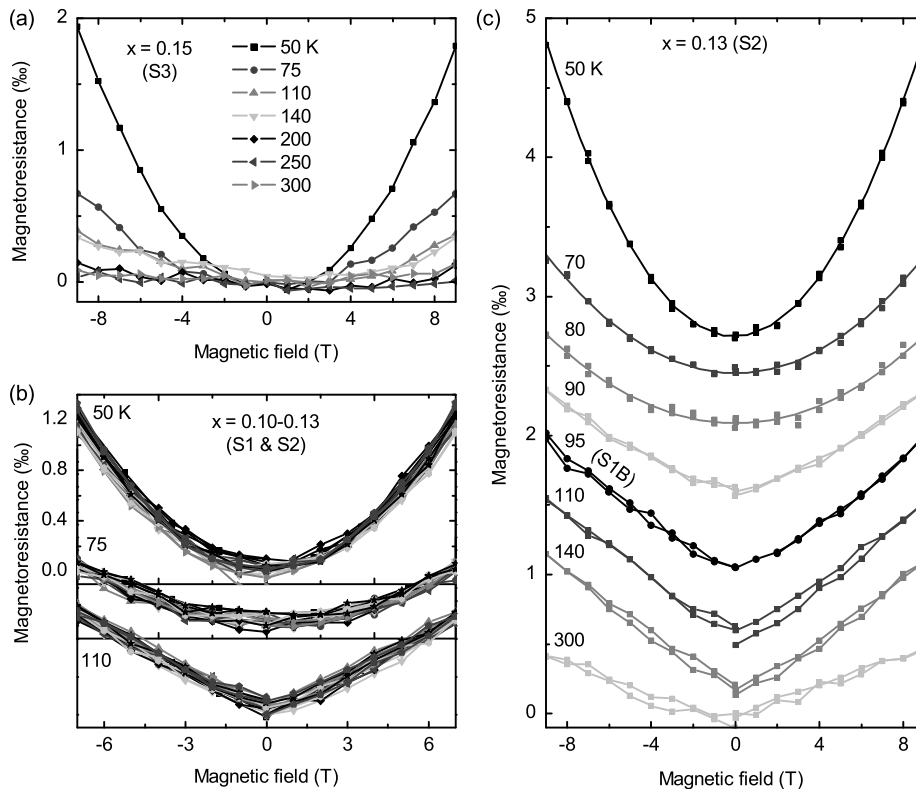 (a)
x = 0.15
(S3)
50 K
75
110
140
200
250
300
2
1
0
Magnetoresistance (‰)
-8 -4 0 4 8
Magnetic field (T)
(b)
50 K
x = 0.10-0.13
(S1 & S2)
1.2
0.8
0.4
0.0
75
110
Magnetoresistance (‰)
-6 -3 0 3 6
Magnetic field (T)
(c)
x = 0.13 (S2)
50 K
70
80
90
95
(S1B)
110
140
300
5
4
3
2
1
0
Magnetoresistance (‰)
-8 -4 0 4 8
Magnetic field (T)